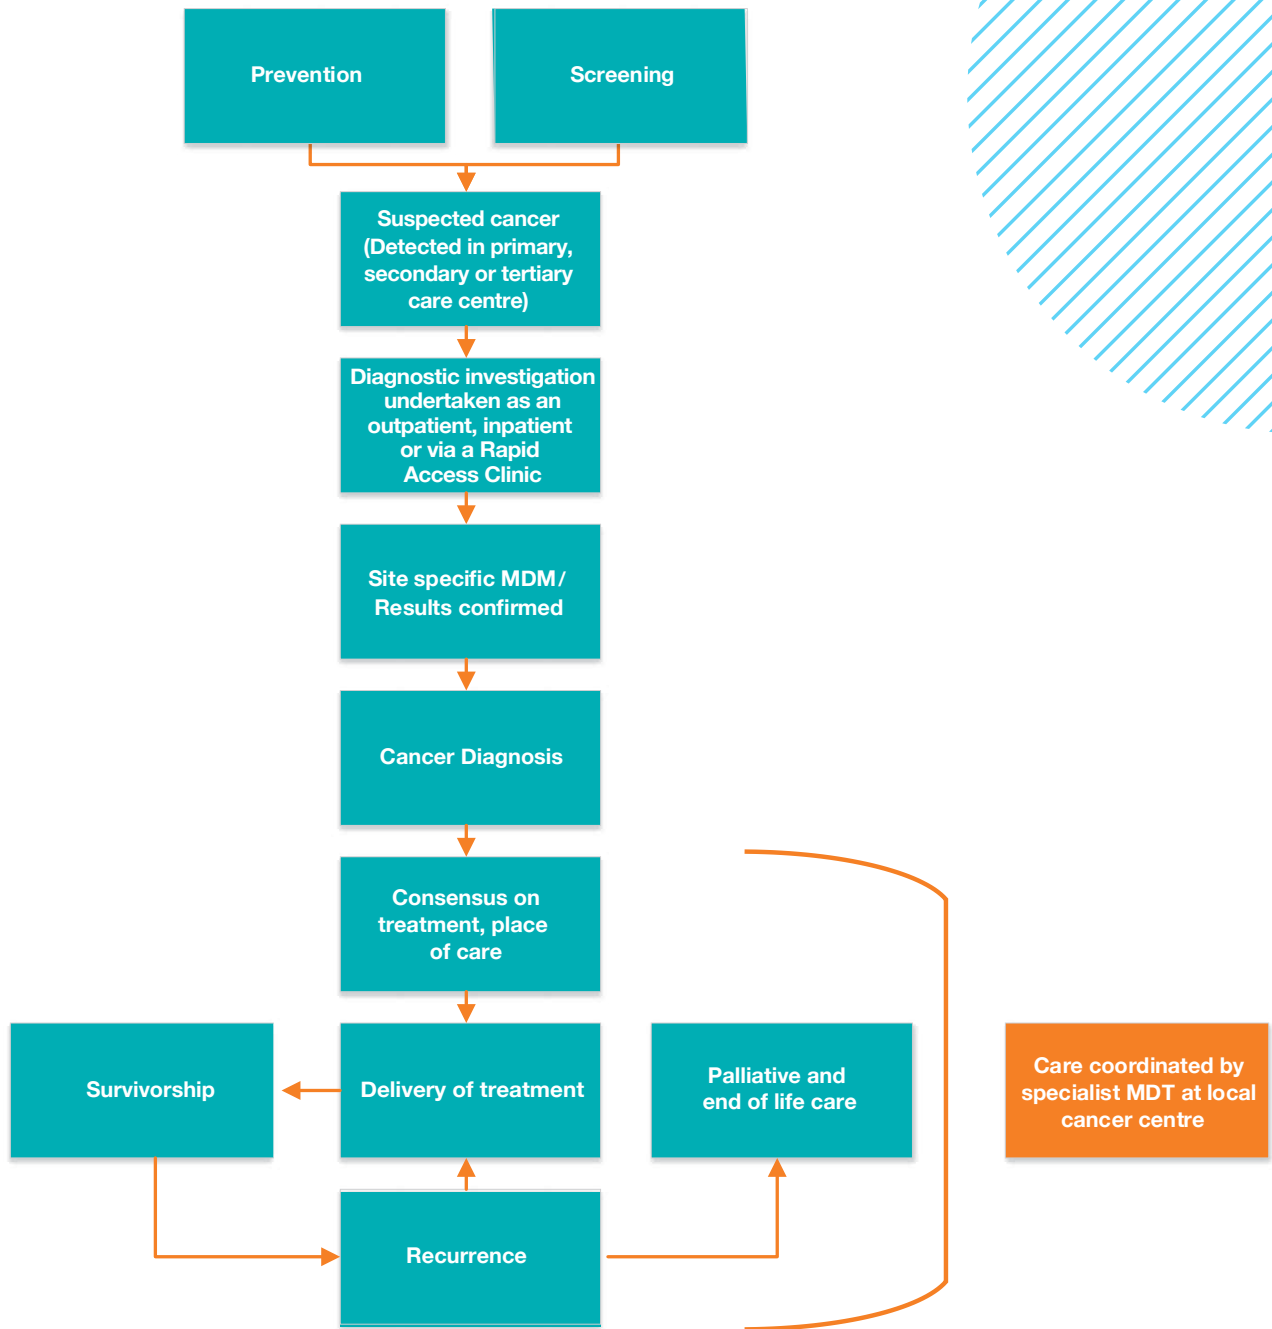 Prevention
Screening
Suspected cancer
(Detected in primary,
secondary or tertiary
care centre)
Diagnostic investigation
undertaken as an
outpatient, inpatient
or via a Rapid
Access Clinic
Site specific MDM/
Results confirmed
Cancer Diagnosis
Consensus on
treatment, place
of care
Survivorship
Delivery of treatment
Palliative and
end of life care
Care coordinated by
specialist MDT at local
cancer centre
Recurrence